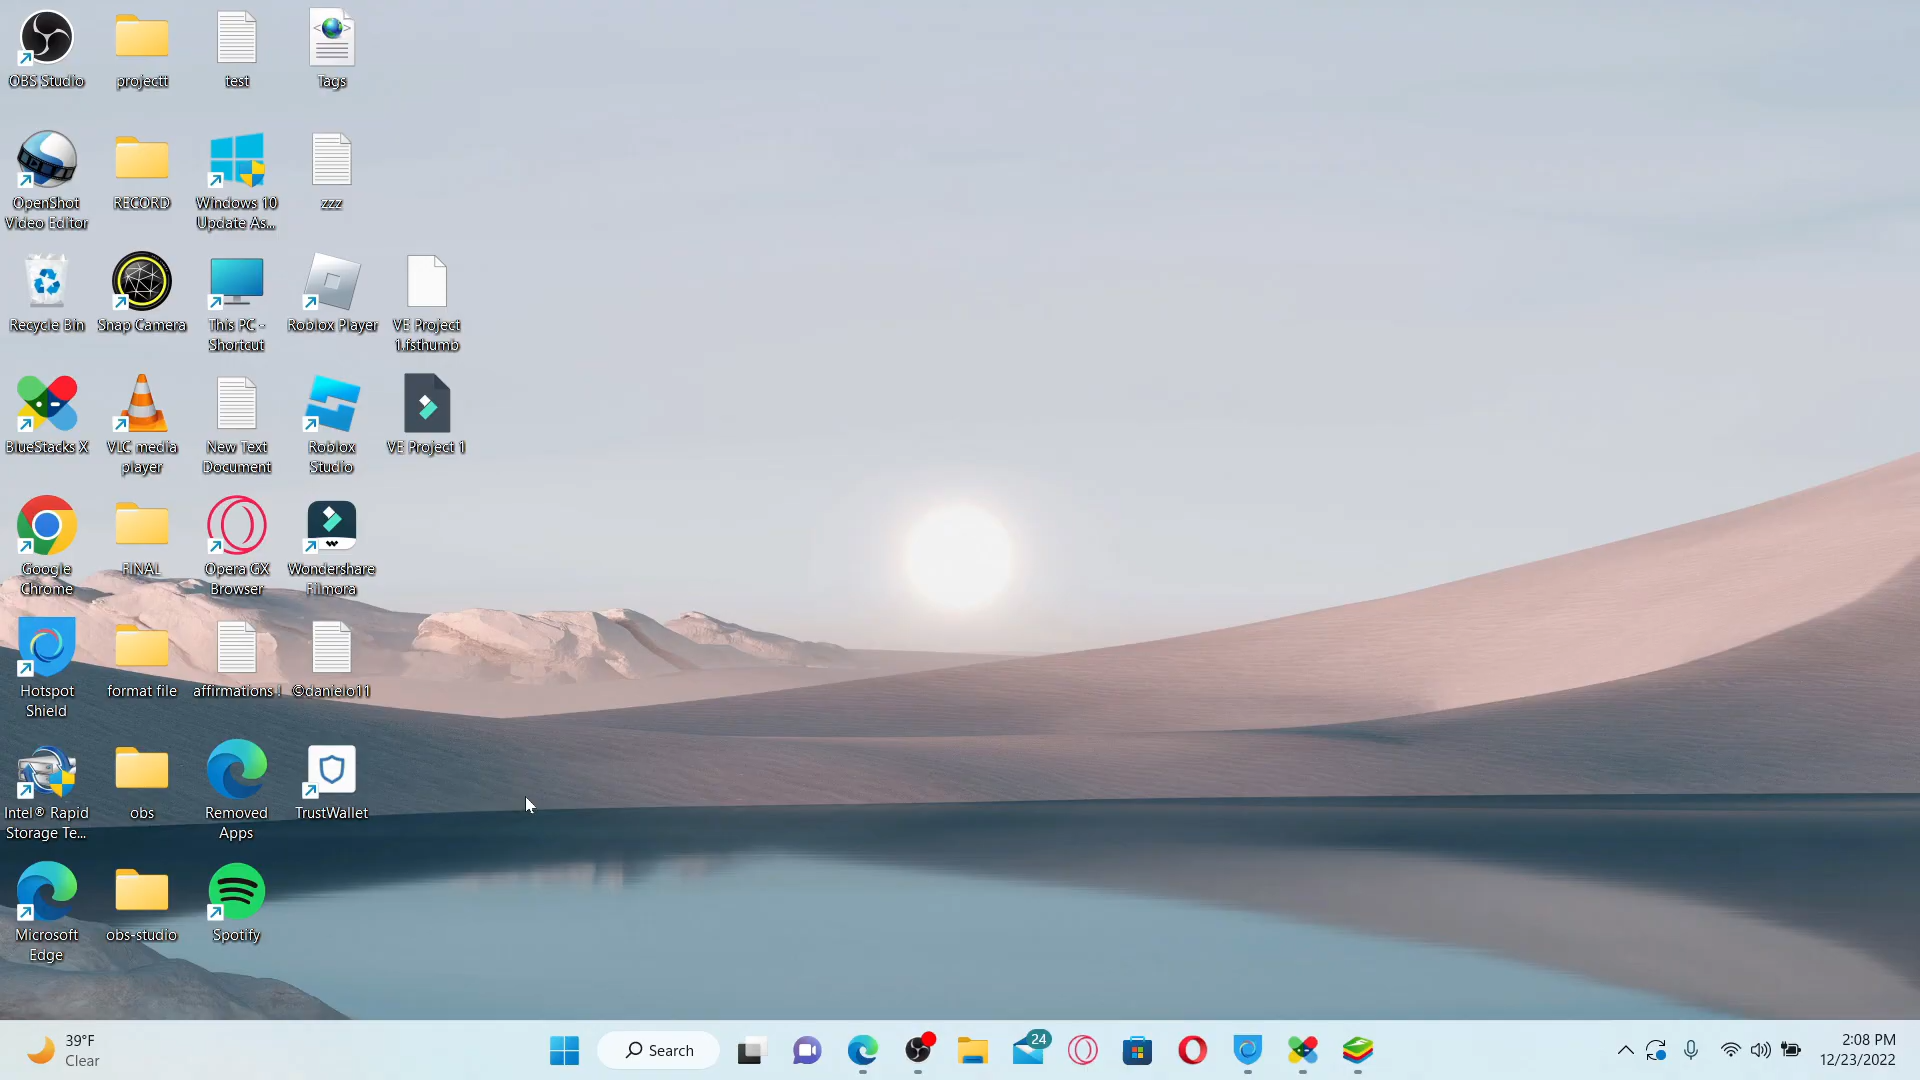 OBS Studio
projectt
test
Tags
OpenShot
Video Editor
RECORD
Windows 10
Update As...
zzz
Recycle Bin
Snap Camera
This PC -
Shortcut
Roblox Player
VE Project
1.fsthumb
BlueStacks X
VLC media
player
New Text
Document
Roblox
Studio
VE Project 1
Google
Chrome
FINAL
Opera GX
Browser
Wondershare
Filmora
Hotspot
Shield
format file
affirmations !
©danielo11
Intel® Rapid
Storage Te...
obs
Removed
Apps
TrustWallet
Microsoft
Edge
obs-studio
Spotify
39°F
Clear
Search
24
2:08 PM
12/23/2022